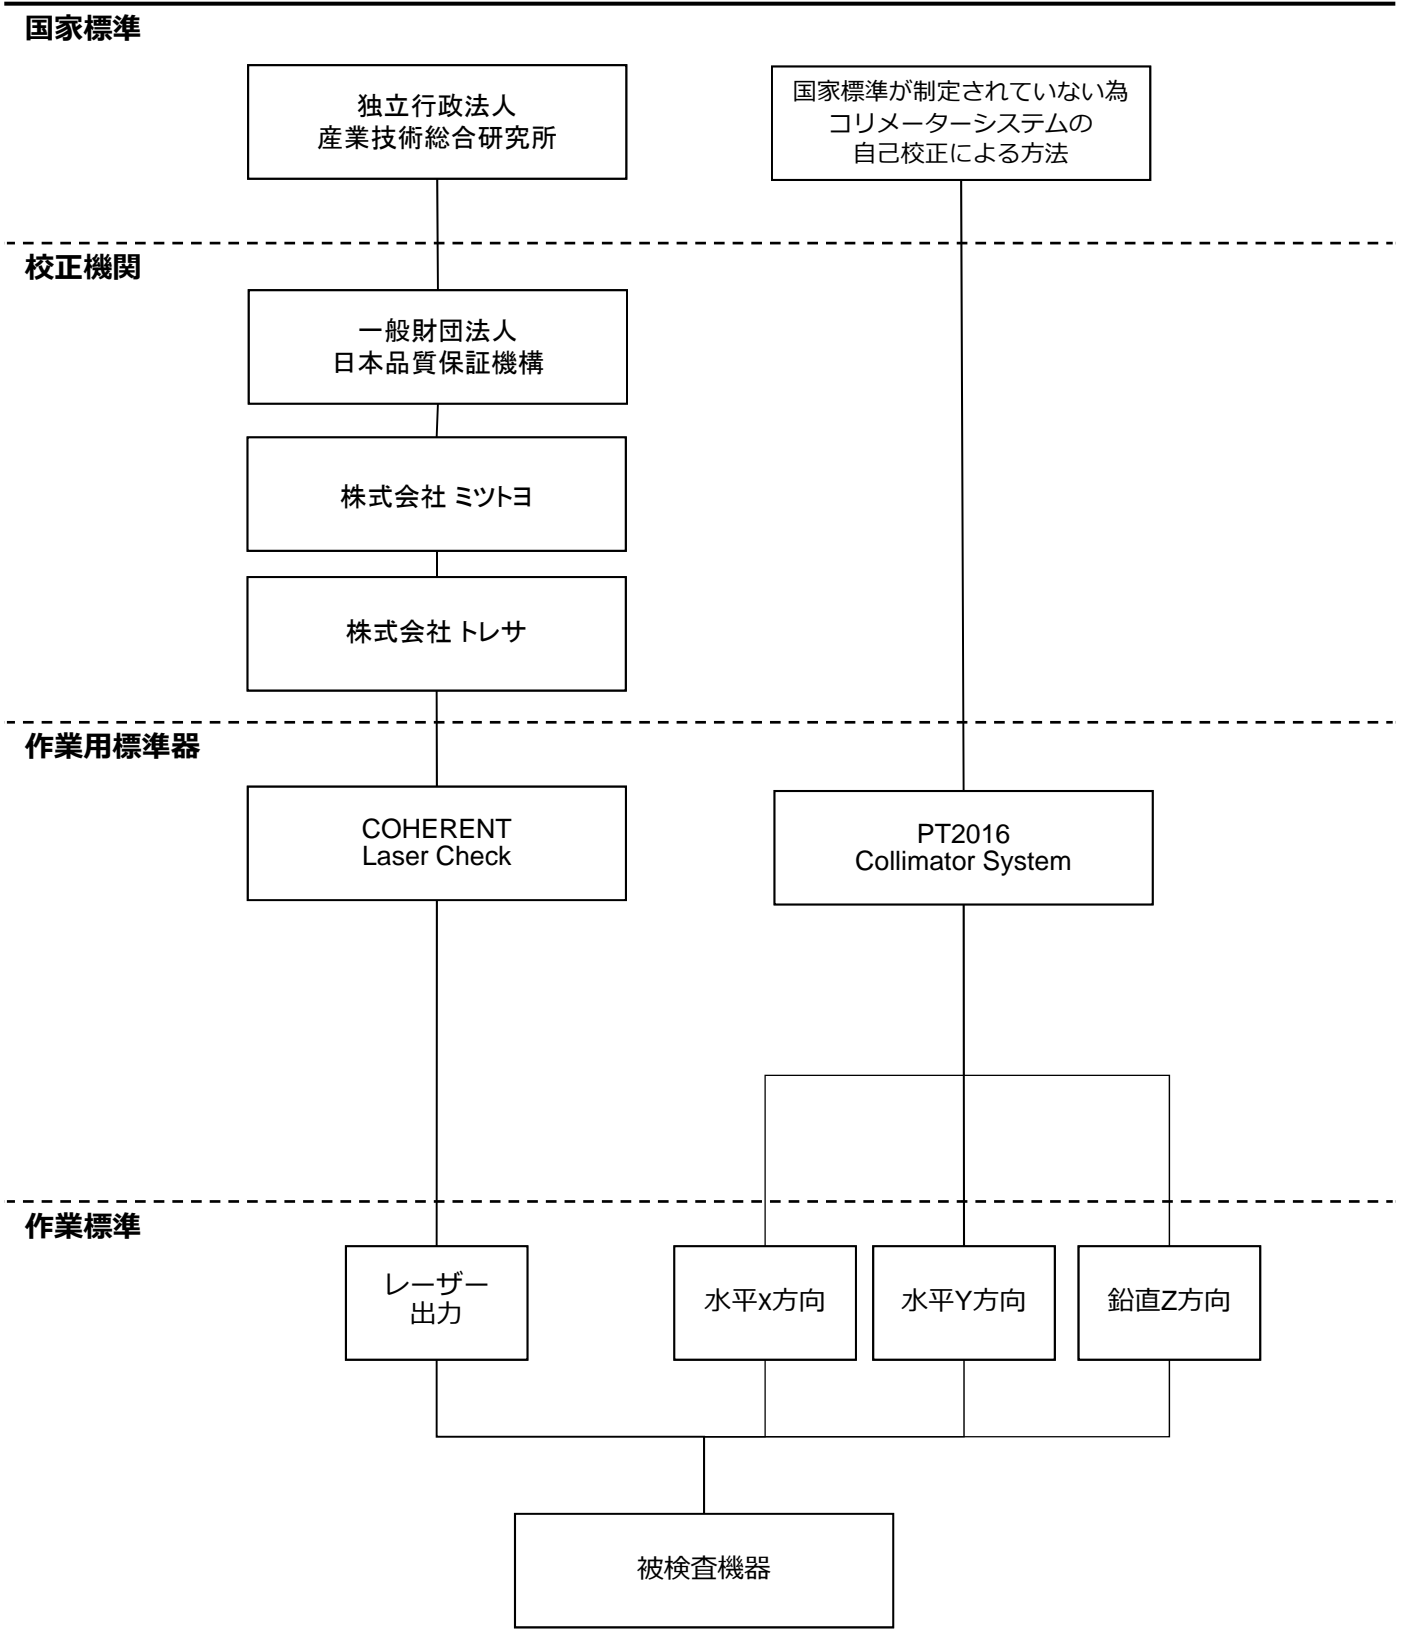 国家標準
独立行政法人
産業技術総合研究所
国家標準が制定されていない為
コリメーターシステムの
自己校正による方法
校正機関
一般財団法人
日本品質保証機構
株式会社 ミツトヨ
株式会社 トレサ
作業用標準器
COHERENT
Laser Check
PT2016
Collimator System
作業標準
レーザー
出力
水平X方向
水平Y方向
鉛直Z方向
被検査機器